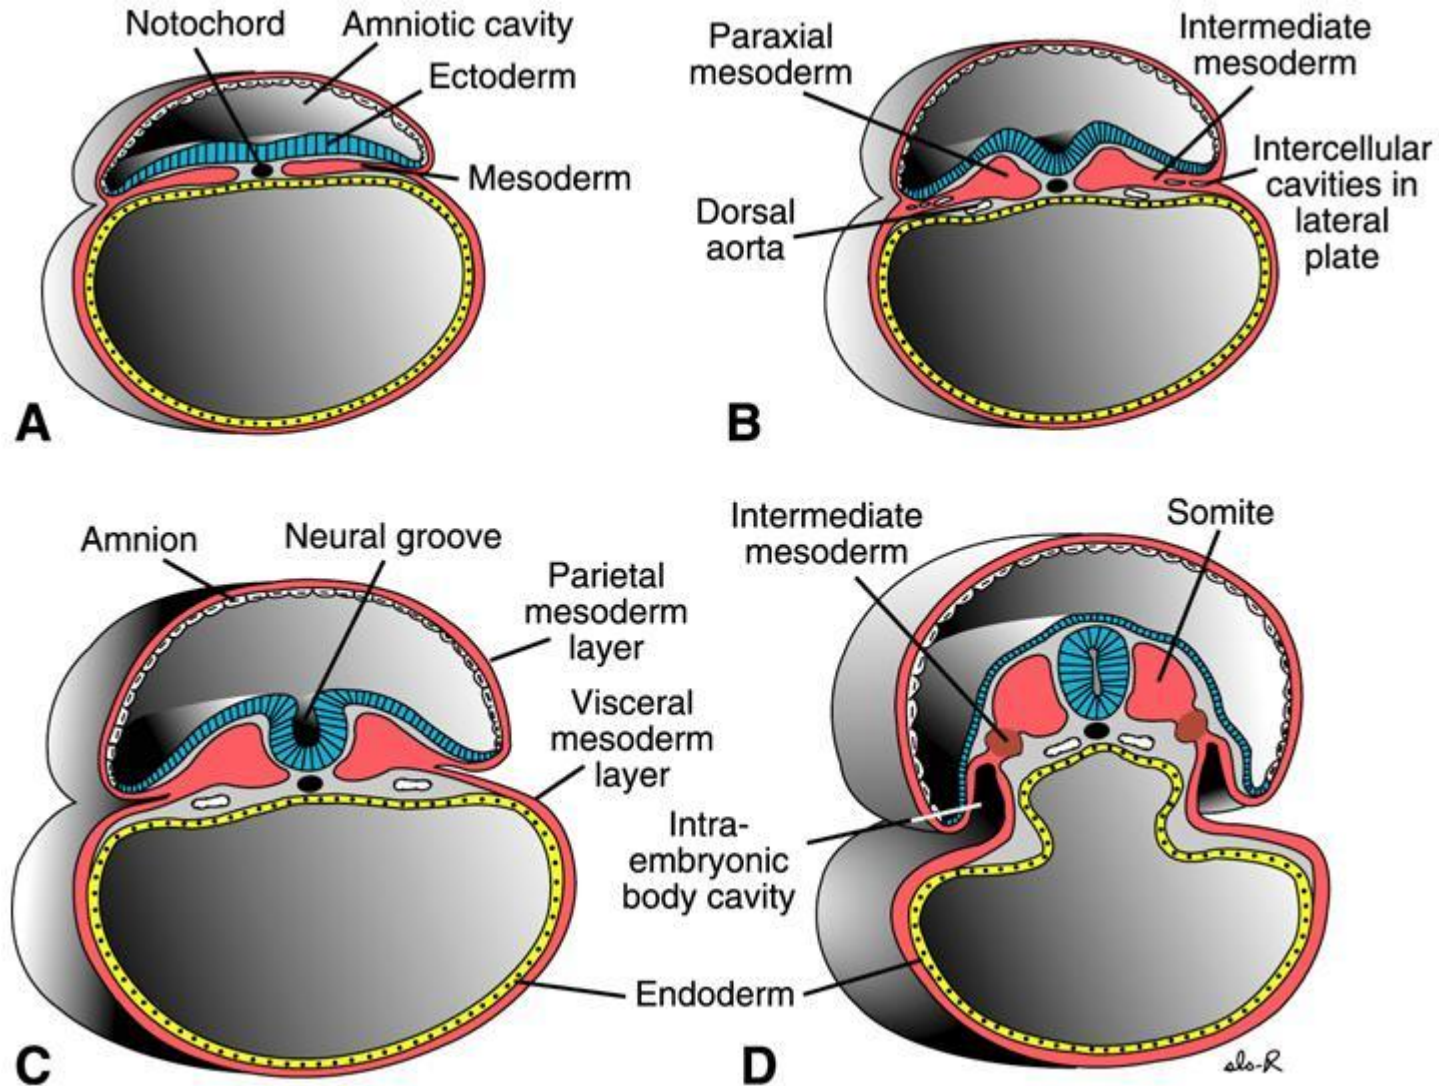 Notochord
Amniotic cavity
Ectoderm
Mesoderm
A
Paraxial
mesoderm
Intermediate
mesoderm
Intercellular
cavities in
lateral
plate
Dorsal
aorta
B
Amnion
Neural groove
Parietal
mesoderm
layer
Visceral
mesoderm
layer
C
Intermediate
mesoderm
Somite
Intra-
embryonic
body cavity
Endoderm
D